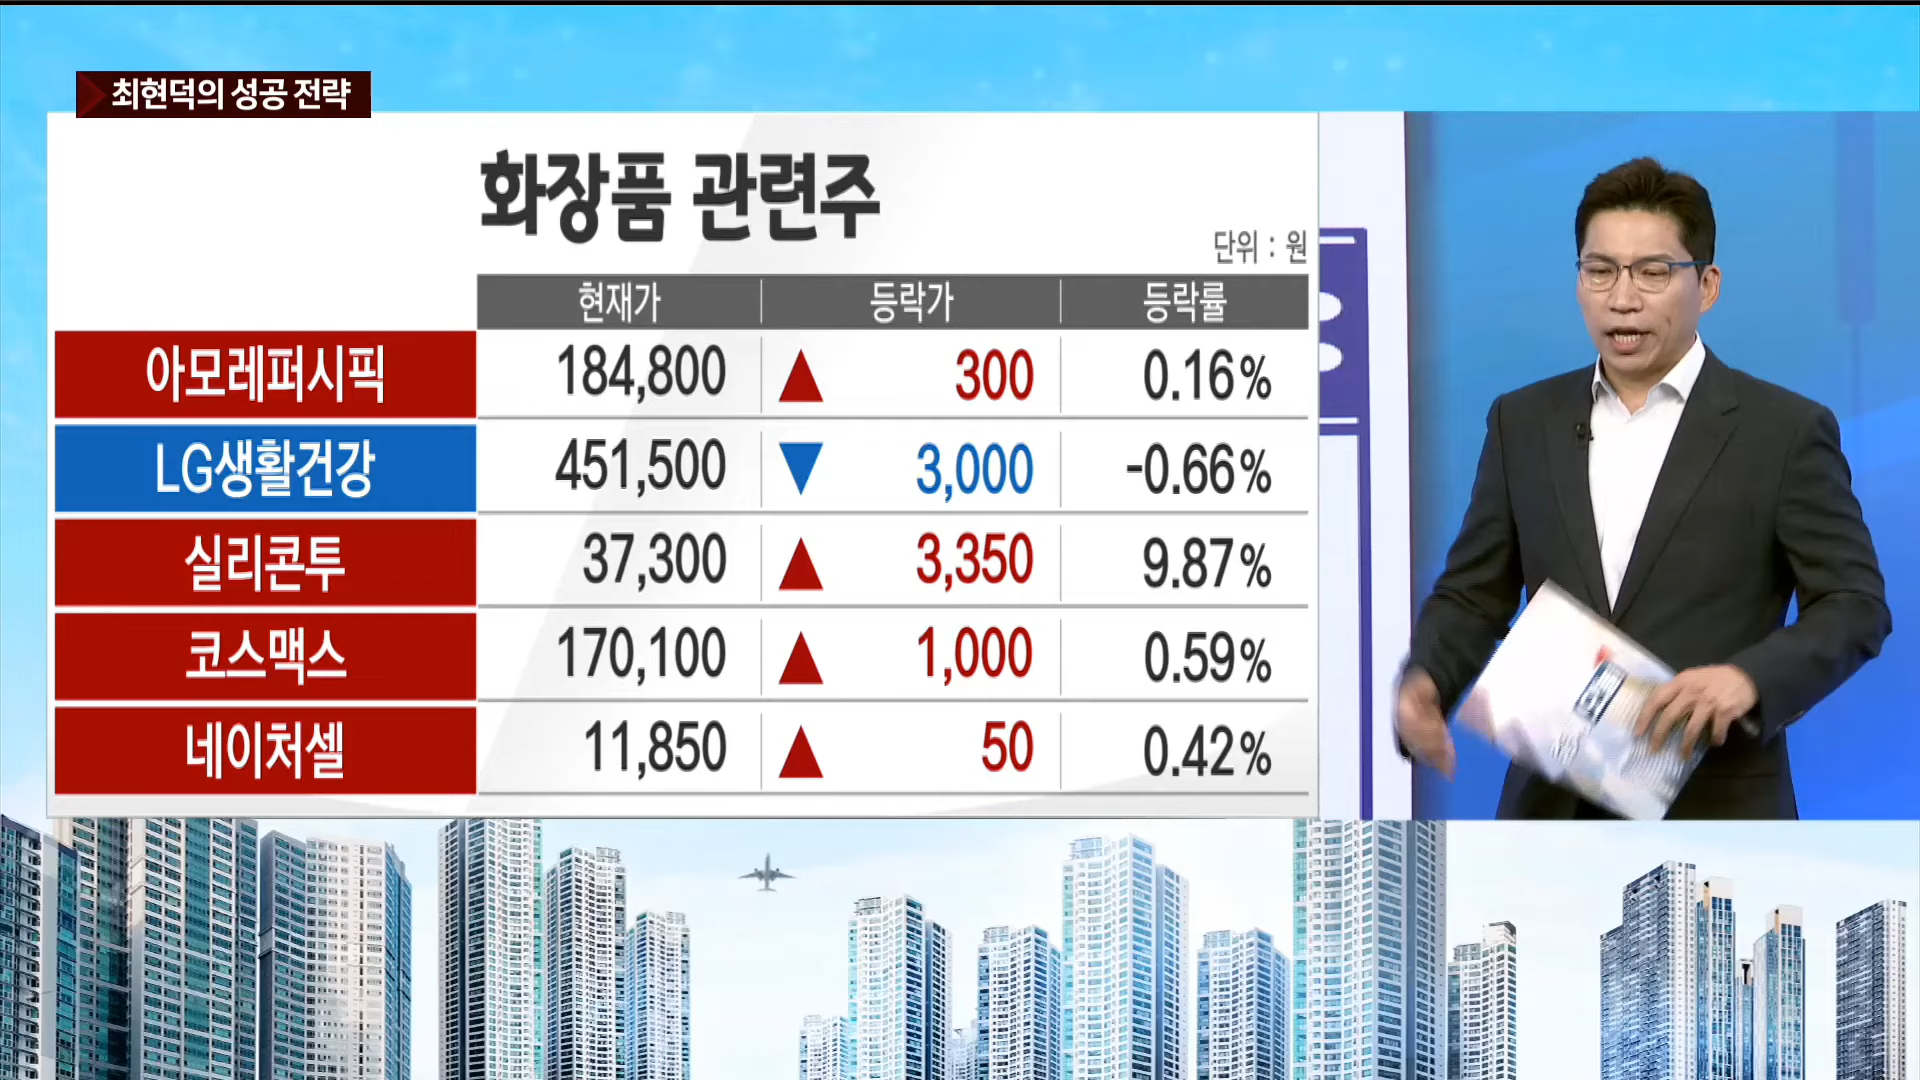 최현덕의 성공 전략
화장품 관련주
단위 : 원
현재가 등락가 등락률
아모레퍼시픽 184,800 ▲ 300 0.16%
LG생활건강 451,500 ▼ 3,000 -0.66%
실리콘투 37,300 ▲ 3,350 9.87%
코스맥스 170,100 ▲ 1,000 0.59%
네이처셀 11,850 ▲ 50 0.42%